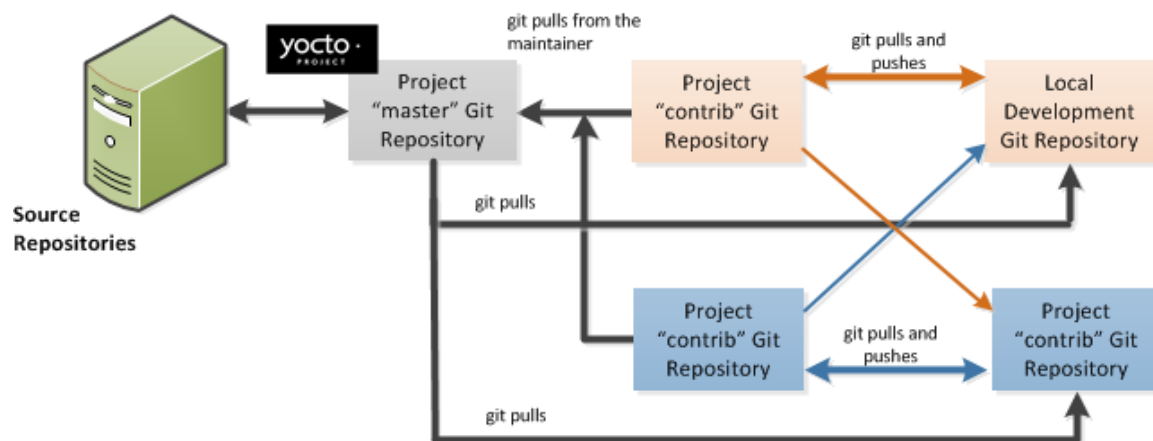 yocto ·
PROJECT
git pulls from the
maintainer
git pulls and
pushes
Project
“master” Git
Repository
Project
“contrib” Git
Repository
Local
Development
Git Repository
Source
Repositories
git pulls
Project
“contrib” Git
Repository
git pulls and
pushes
Project
“contrib” Git
Repository
git pulls